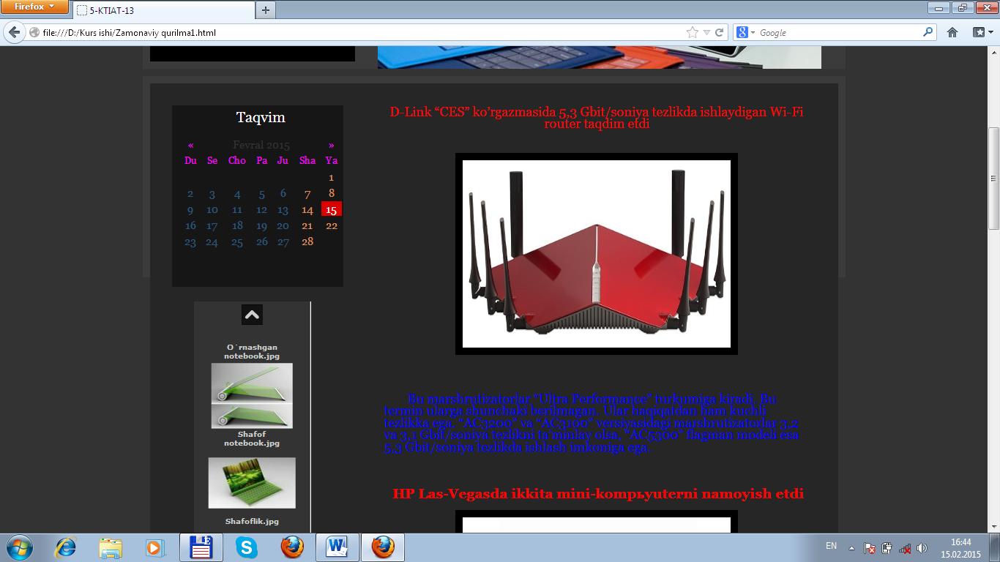 Firefox
5-KTIAT-13
file:///D:/Kurs ishi/Zamonaviy qurilma1.html
Google
Taqvim
« Fevral 2015 »
Du Se Cho Pa Ju Sha Ya
1
2 3 4 5 6 7 8
9 10 11 12 13 14 15
16 17 18 19 20 21 22
23 24 25 26 27 28
O`rnashgan
notebook.jpg
Shafof
notebook.jpg
Shafoflik.jpg
D-Link “CES” ko’rgazmasida 5,3 Gbit/soniya tezlikda ishlaydigan Wi-Fi
router taqdim etdi
Bu marshrutizatorlar “Ultra Performance” turkumiga kiradi. Bu
termin ularga shunchaki berilmagan. Ular haqiqatdan ham kuchli
tezlikka ega. “AC3200” va “AC3100” versiyasidagi marshrutizatorlar 3,2
va 3,1 Gbit/soniya tezlikni ta’minlay olsa, “AC5300” flagman modeli esa
5,3 Gbit/soniya tezlikda ishlash imkoniga ega.
HP Las-Vegasda ikkita mini-kompьyuterni namoyish etdi
EN
16:44
15.02.2015